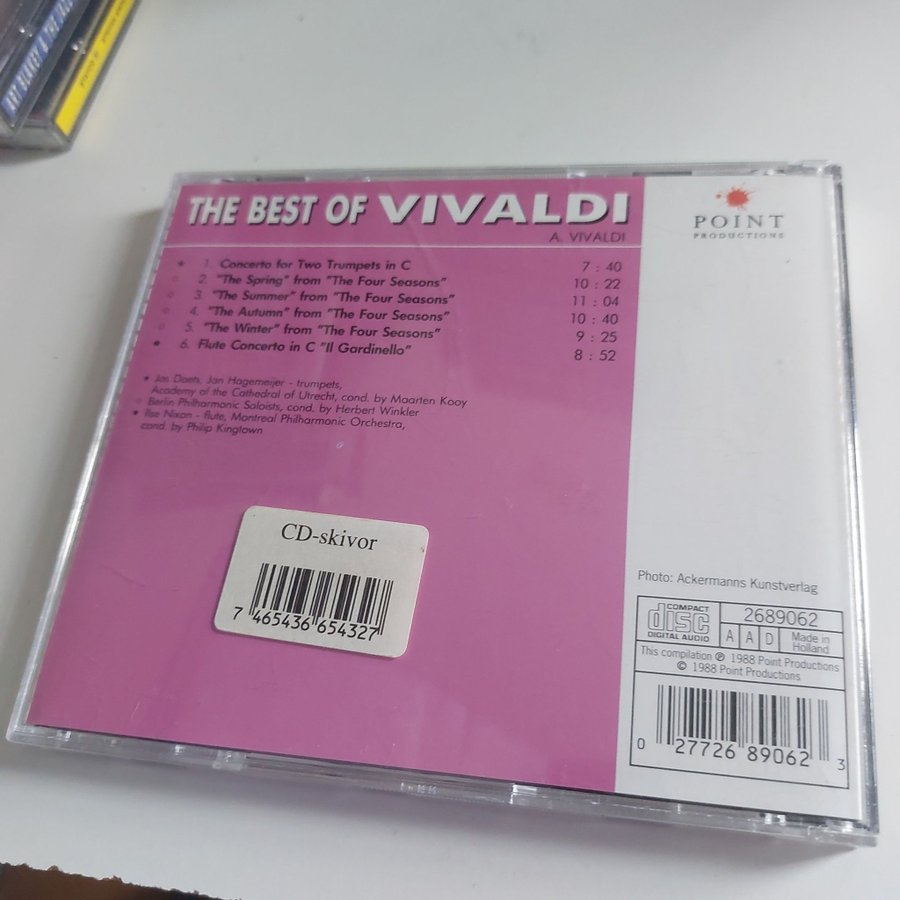 ART BLAKEY & THE
THE BEST OF VIVALDI
A. VIVALDI
* 1. Concerto for Two Trumpets in C 7 : 40
○ 2. "The Spring" from "The Four Seasons" 10 : 22
○ 3. "The Summer" from "The Four Seasons" 11 : 04
○ 4. "The Autumn" from "The Four Seasons" 10 : 40
○ 5. "The Winter" from "The Four Seasons" 9 : 25
• 6. Flute Concerto in C "Il Gardinello" 8 : 52
* Jan Doets, Jan Hagemeijer - trumpets,
Academy of the Cathedral of Utrecht, cond. by Maarten Kooy
○ Berlin Philharmonic Soloists, cond. by Herbert Winkler
• Ilse Nixon - flute, Montreal Philharmonic Orchestra,
cond. by Philip Kingtown
CD-skivor
7 465436 654327
POINT
PRODUCTIONS
Photo: Ackermanns Kunstverlag
COMPACT
disc
DIGITAL AUDIO
2689062
A A D
Made in
Holland
This compilation ℗ 1988 Point Productions
© 1988 Point Productions
0 27726 89062 3